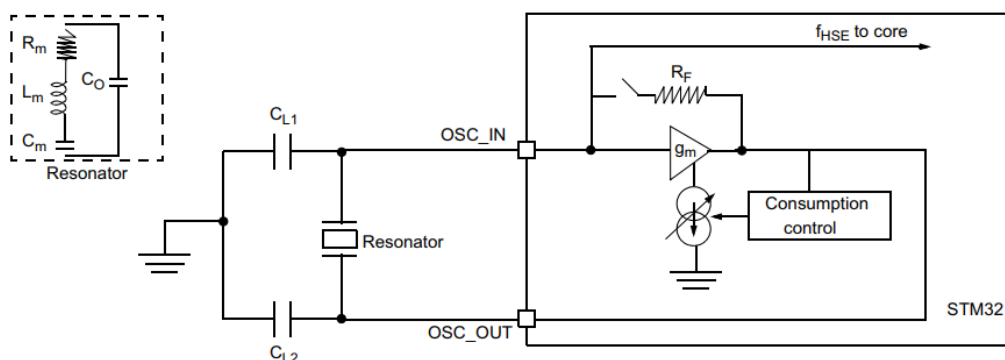 Rm
Lm
Cm
CO
Resonator
CL1
CL2
Resonator
OSC_IN
OSC_OUT
fHSE to core
RF
gm
Consumption
control
STM32